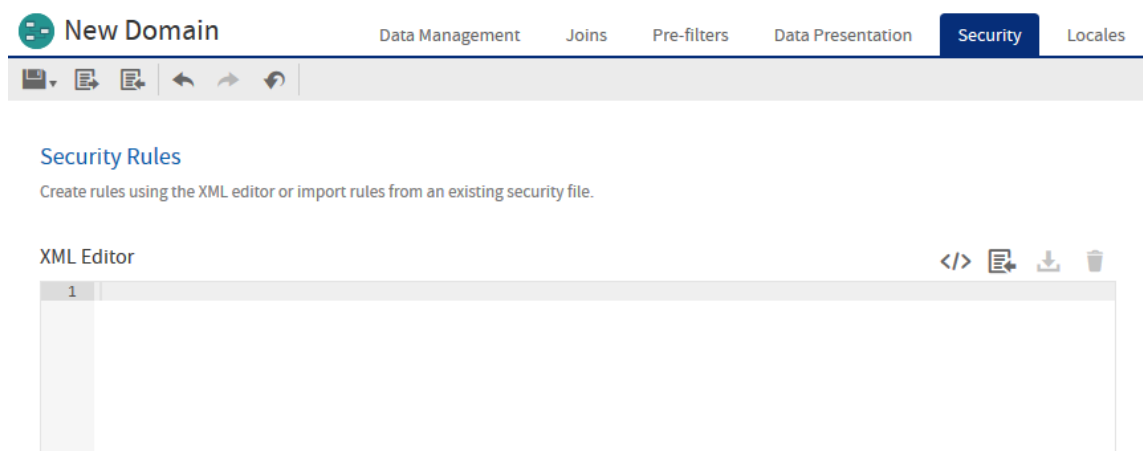 New Domain
Data Management Joins Pre-filters Data Presentation Security Locales
Security Rules
Create rules using the XML editor or import rules from an existing security file.
XML Editor </>
1